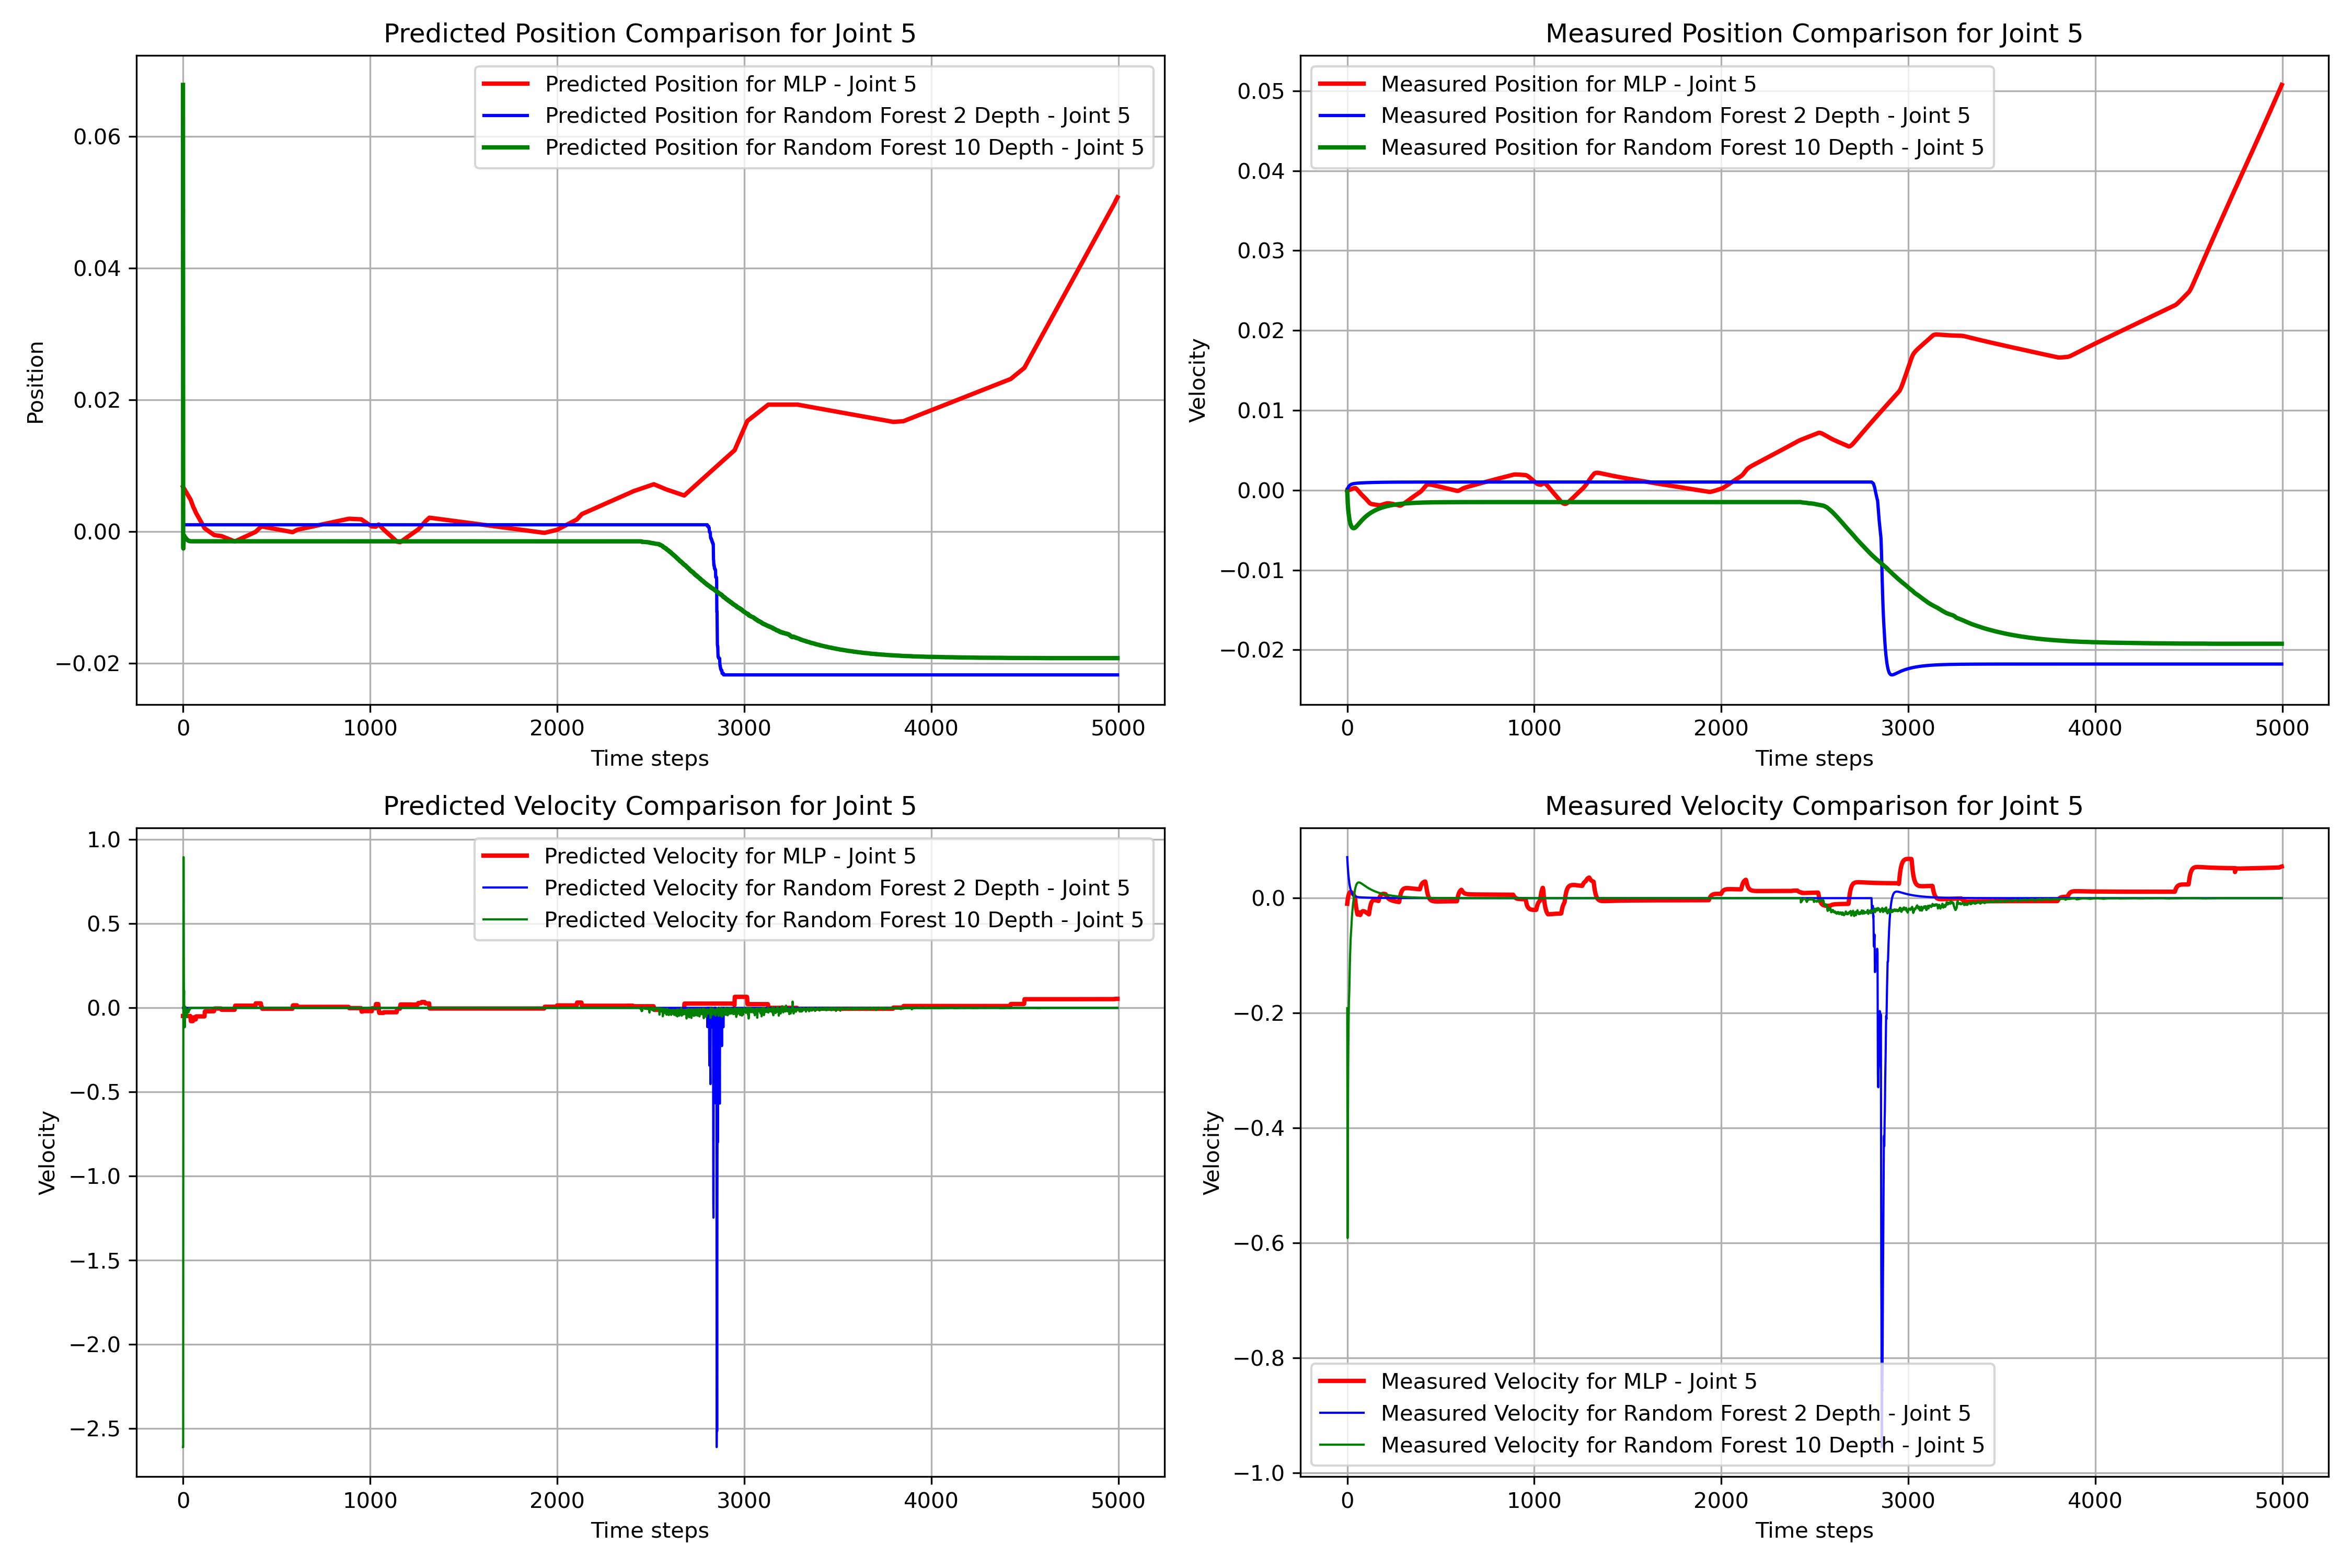 Predicted Position Comparison for Joint 5
Predicted Position for MLP - Joint 5
Predicted Position for Random Forest 2 Depth - Joint 5
Predicted Position for Random Forest 10 Depth - Joint 5
Position
0.06
0.04
0.02
0.00
−0.02
0 1000 2000 3000 4000 5000
Time steps
Measured Position Comparison for Joint 5
Measured Position for MLP - Joint 5
Measured Position for Random Forest 2 Depth - Joint 5
Measured Position for Random Forest 10 Depth - Joint 5
Velocity
0.05
0.04
0.03
0.02
0.01
0.00
−0.01
−0.02
0 1000 2000 3000 4000 5000
Time steps
Predicted Velocity Comparison for Joint 5
Predicted Velocity for MLP - Joint 5
Predicted Velocity for Random Forest 2 Depth - Joint 5
Predicted Velocity for Random Forest 10 Depth - Joint 5
Velocity
1.0
0.5
0.0
−0.5
−1.0
−1.5
−2.0
−2.5
0 1000 2000 3000 4000 5000
Time steps
Measured Velocity Comparison for Joint 5
Velocity
0.0
−0.2
−0.4
−0.6
−0.8
−1.0
Measured Velocity for MLP - Joint 5
Measured Velocity for Random Forest 2 Depth - Joint 5
Measured Velocity for Random Forest 10 Depth - Joint 5
0 1000 2000 3000 4000 5000
Time steps